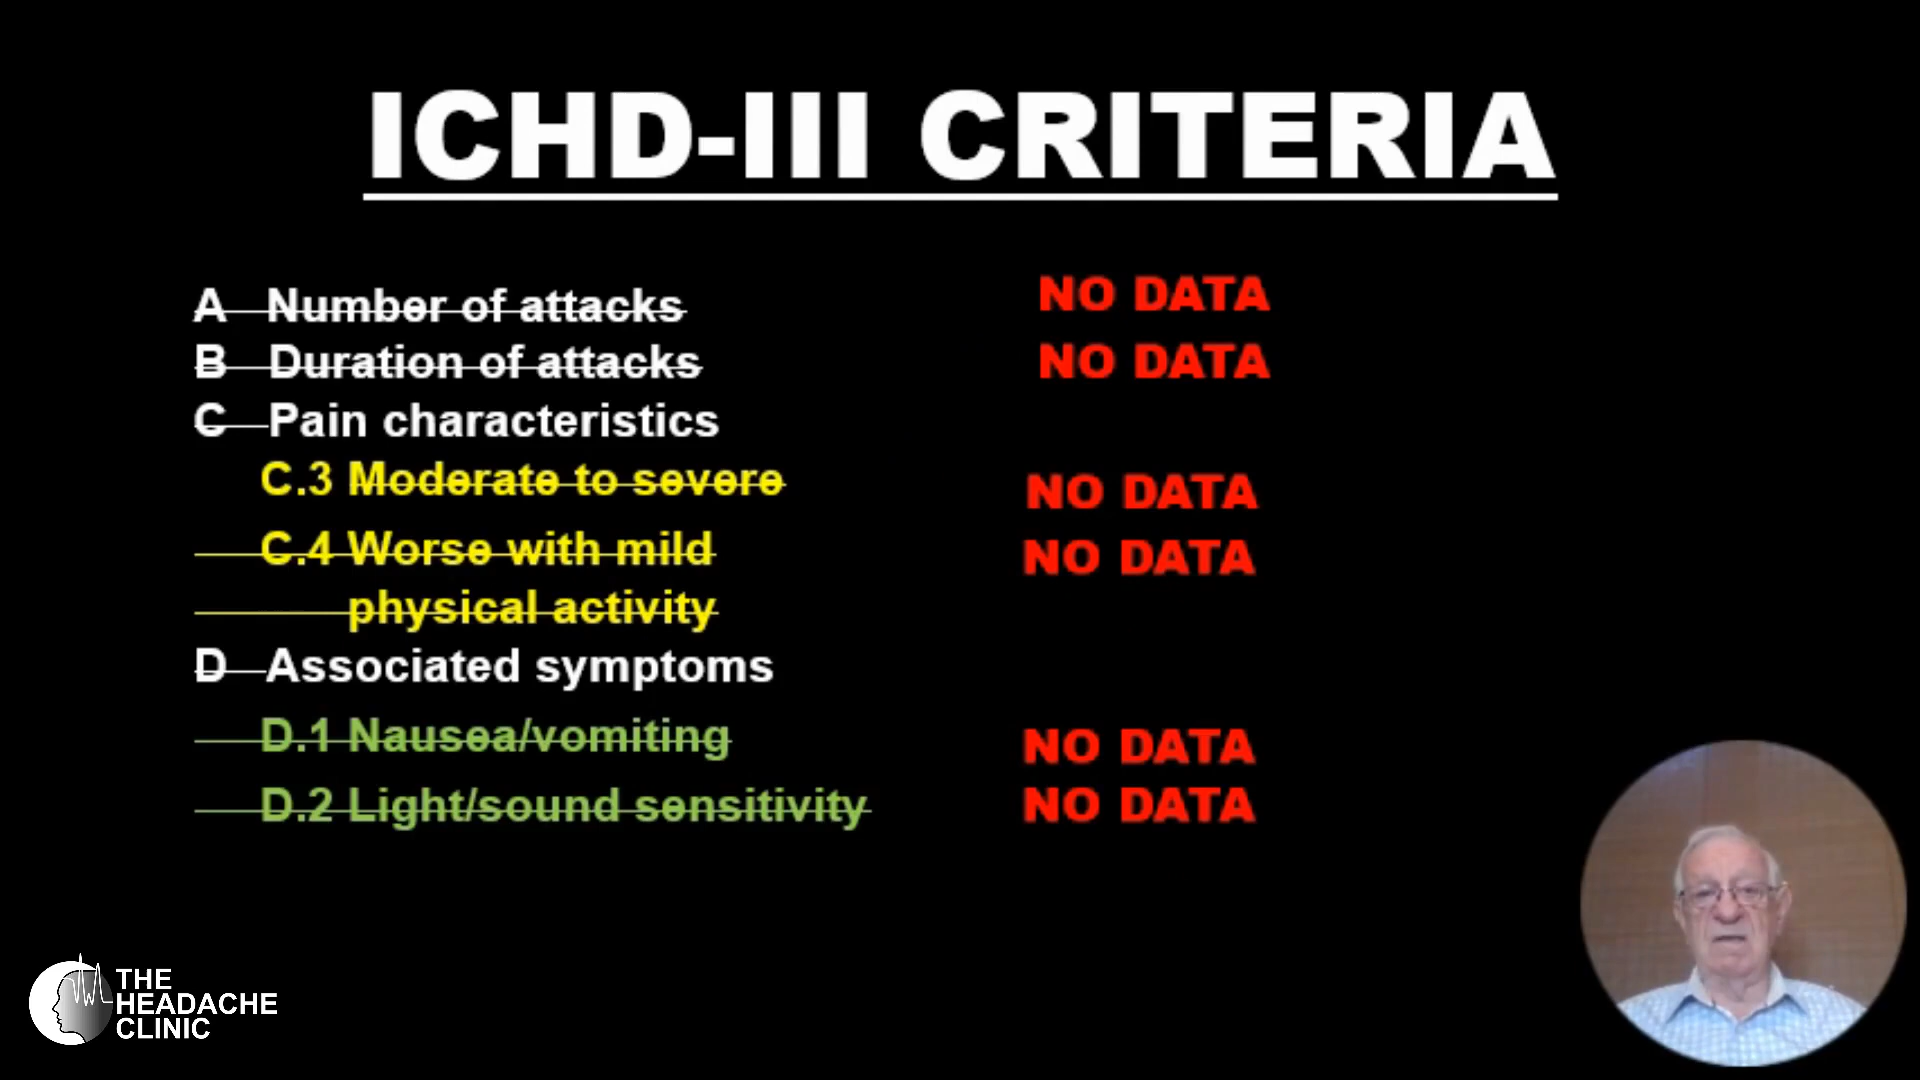 ICHD-III CRITERIA
A Number of attacks NO DATA
B Duration of attacks NO DATA
C Pain characteristics
C.3 Moderate to severe NO DATA
C.4 Worse with mild NO DATA
physical activity
D Associated symptoms
D.1 Nausea/vomiting NO DATA
D.2 Light/sound sensitivity NO DATA
THE
HEADACHE
CLINIC